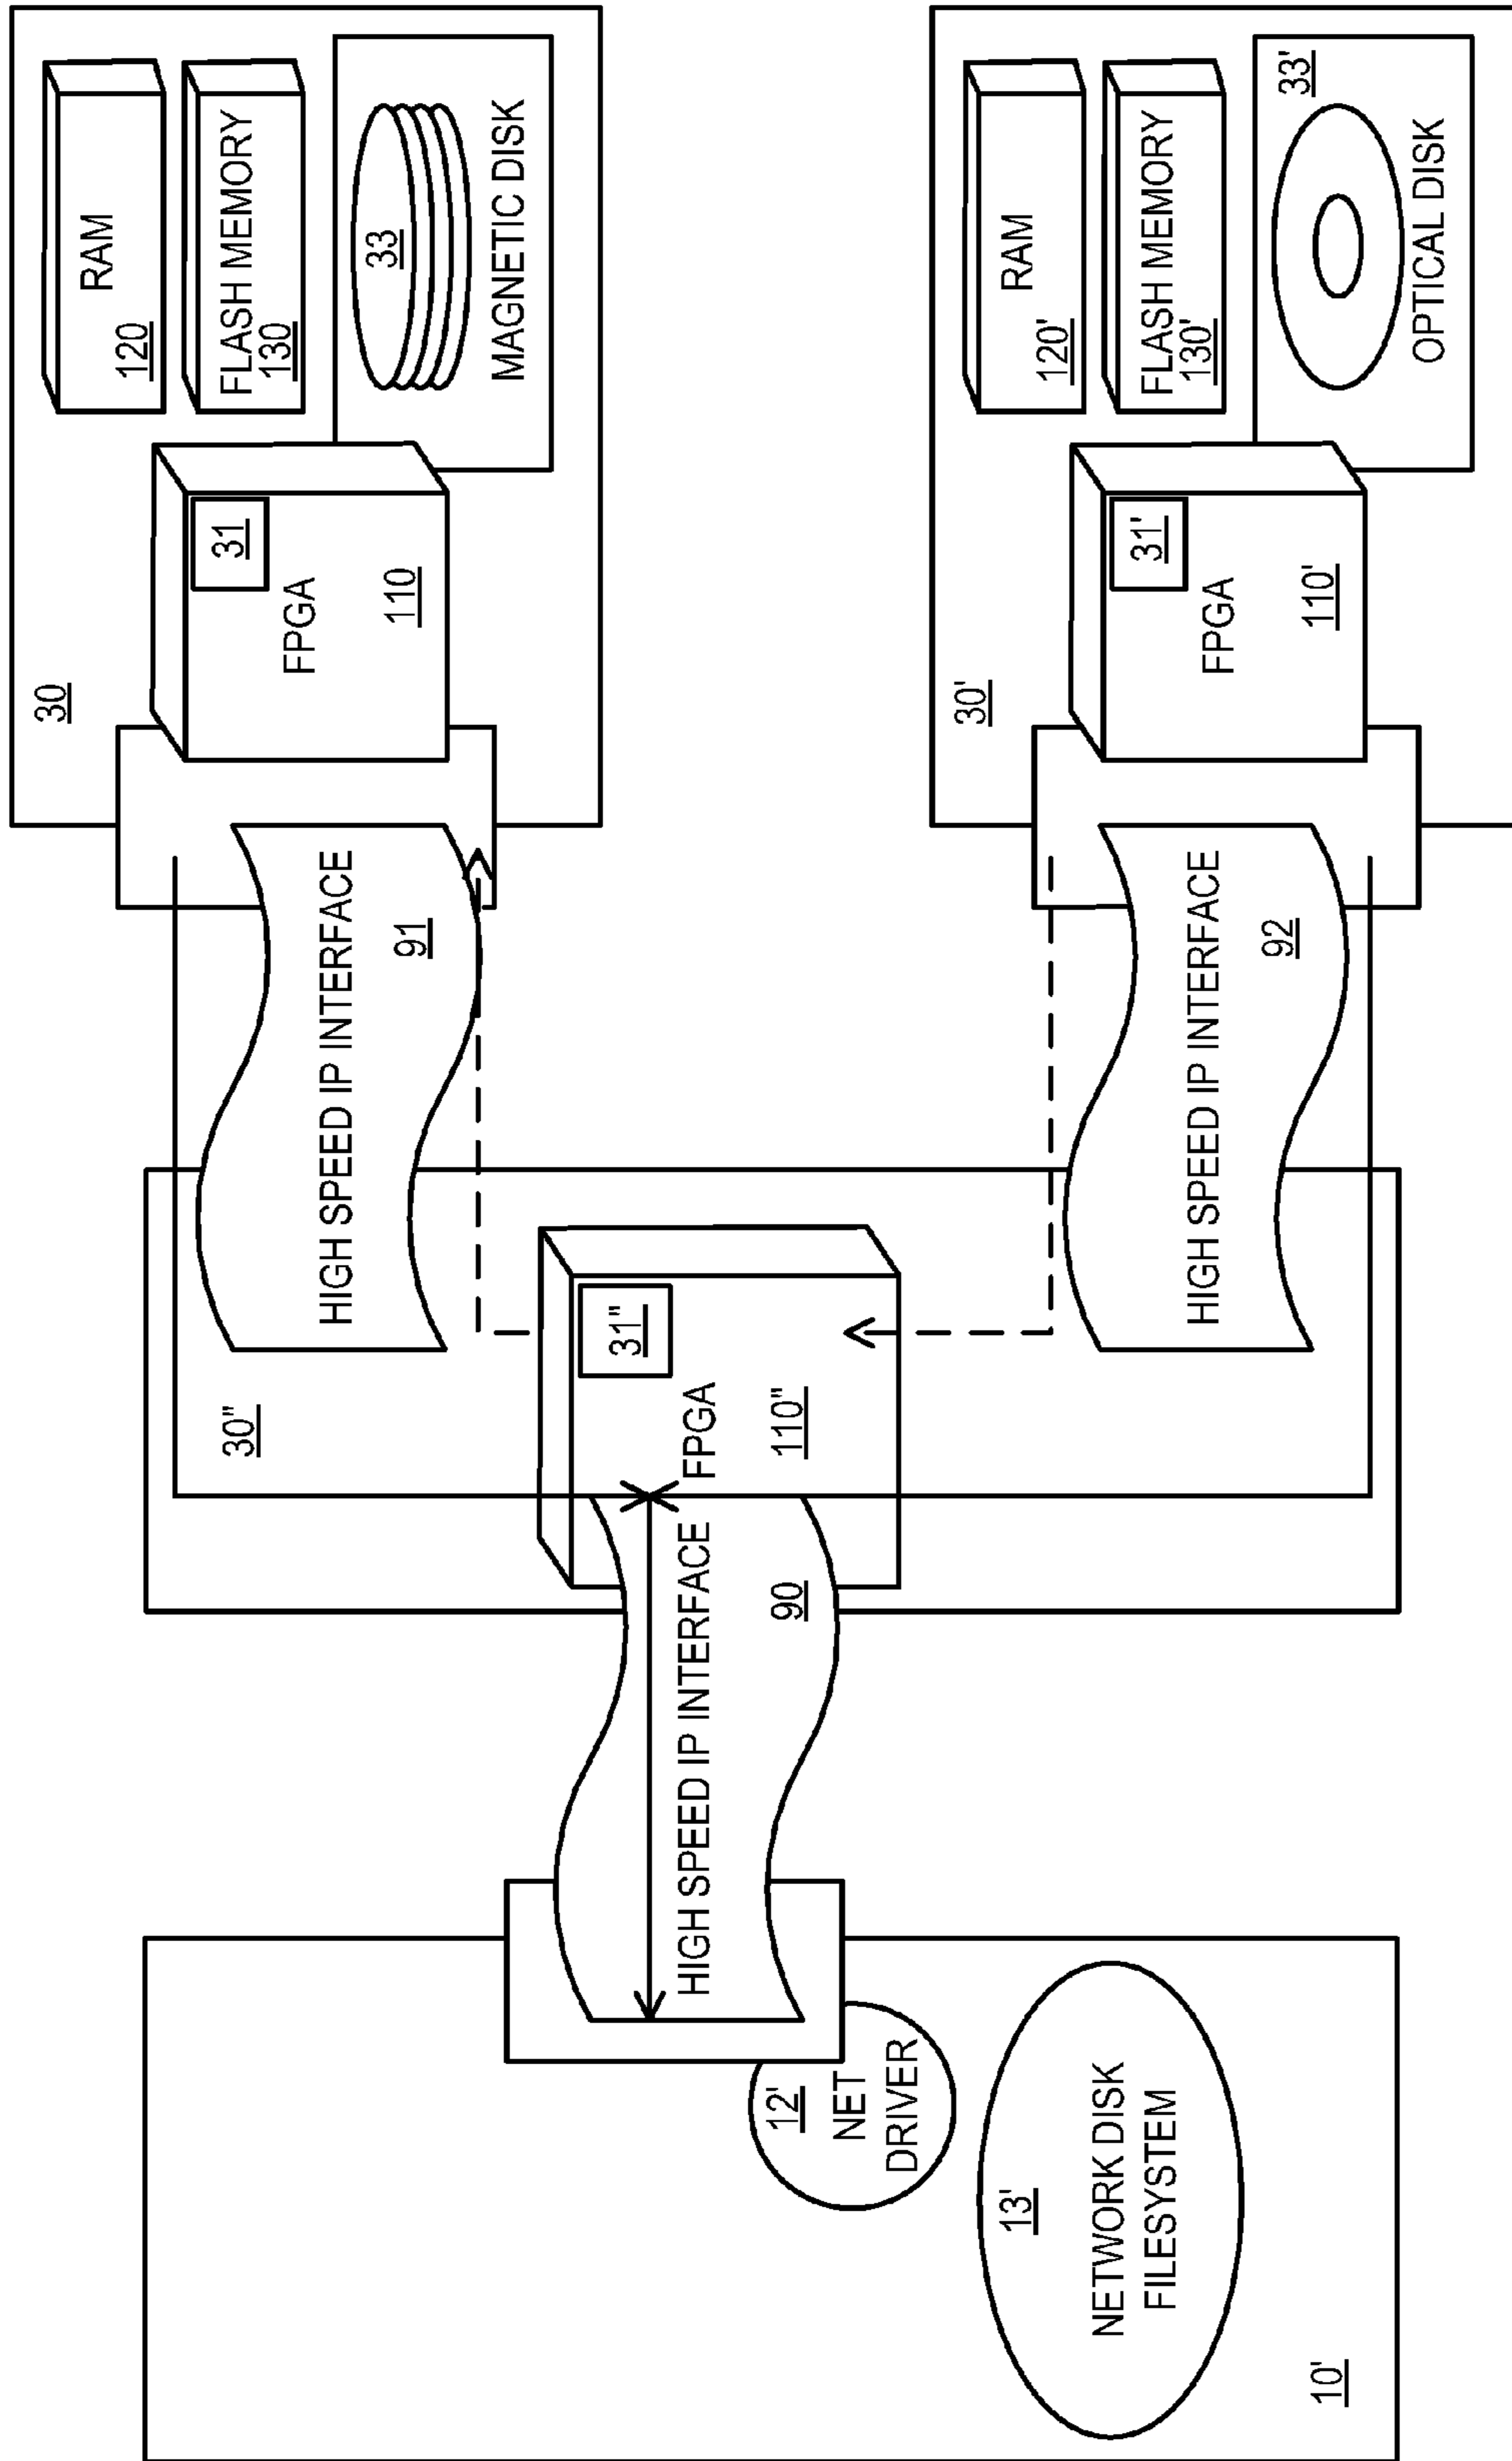 10'
12'
NET
DRIVER
13'
NETWORK DISK
FILESYSTEM
HIGH SPEED IP INTERFACE
90
30"
31"
FPGA
110"
HIGH SPEED IP INTERFACE
91
30
31
FPGA
110
RAM
120
FLASH MEMORY
130
33
MAGNETIC DISK
HIGH SPEED IP INTERFACE
92
30'
31'
FPGA
110'
RAM
120'
FLASH MEMORY
130'
33'
OPTICAL DISK